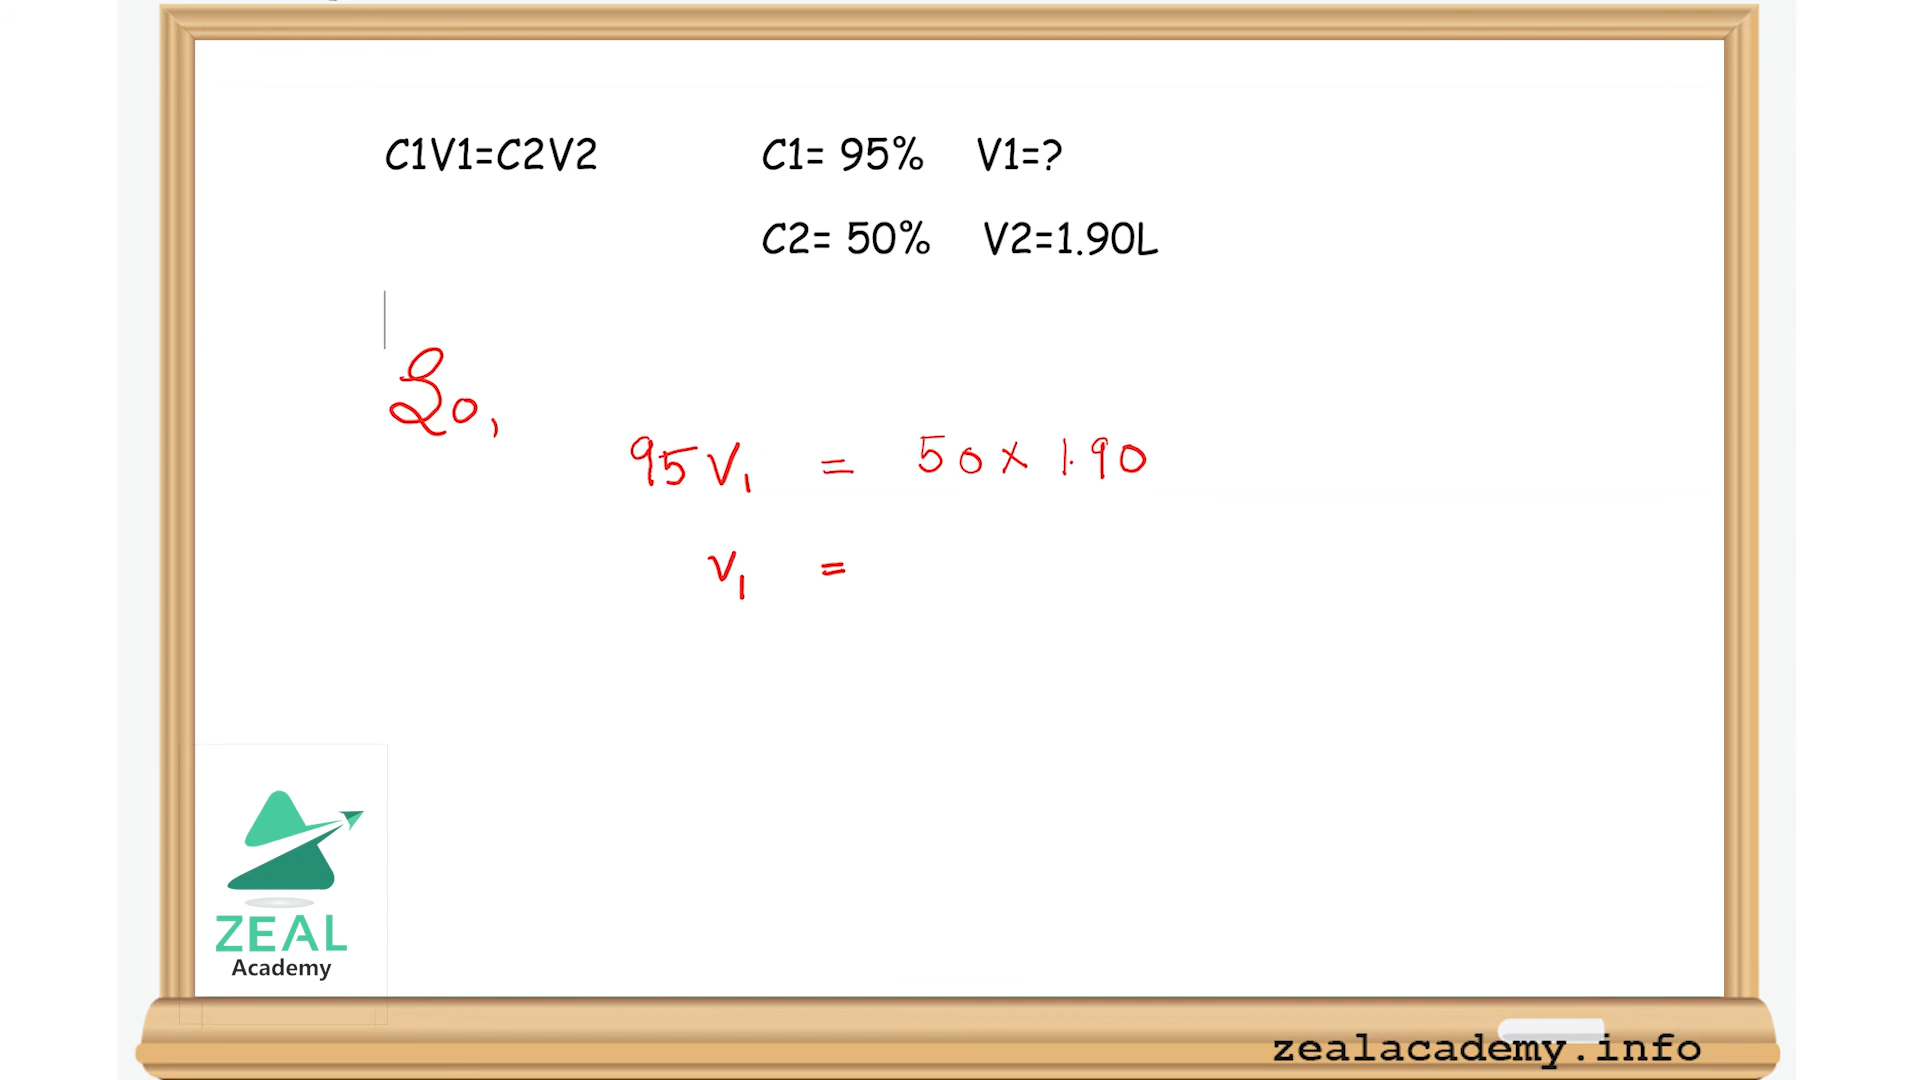 C1V1=C2V2 C1= 95% V1=?
C2= 50% V2=1.90L
So,
95V₁ = 50 x 1.90
V₁ =
ZEAL
Academy
zealacademy.info